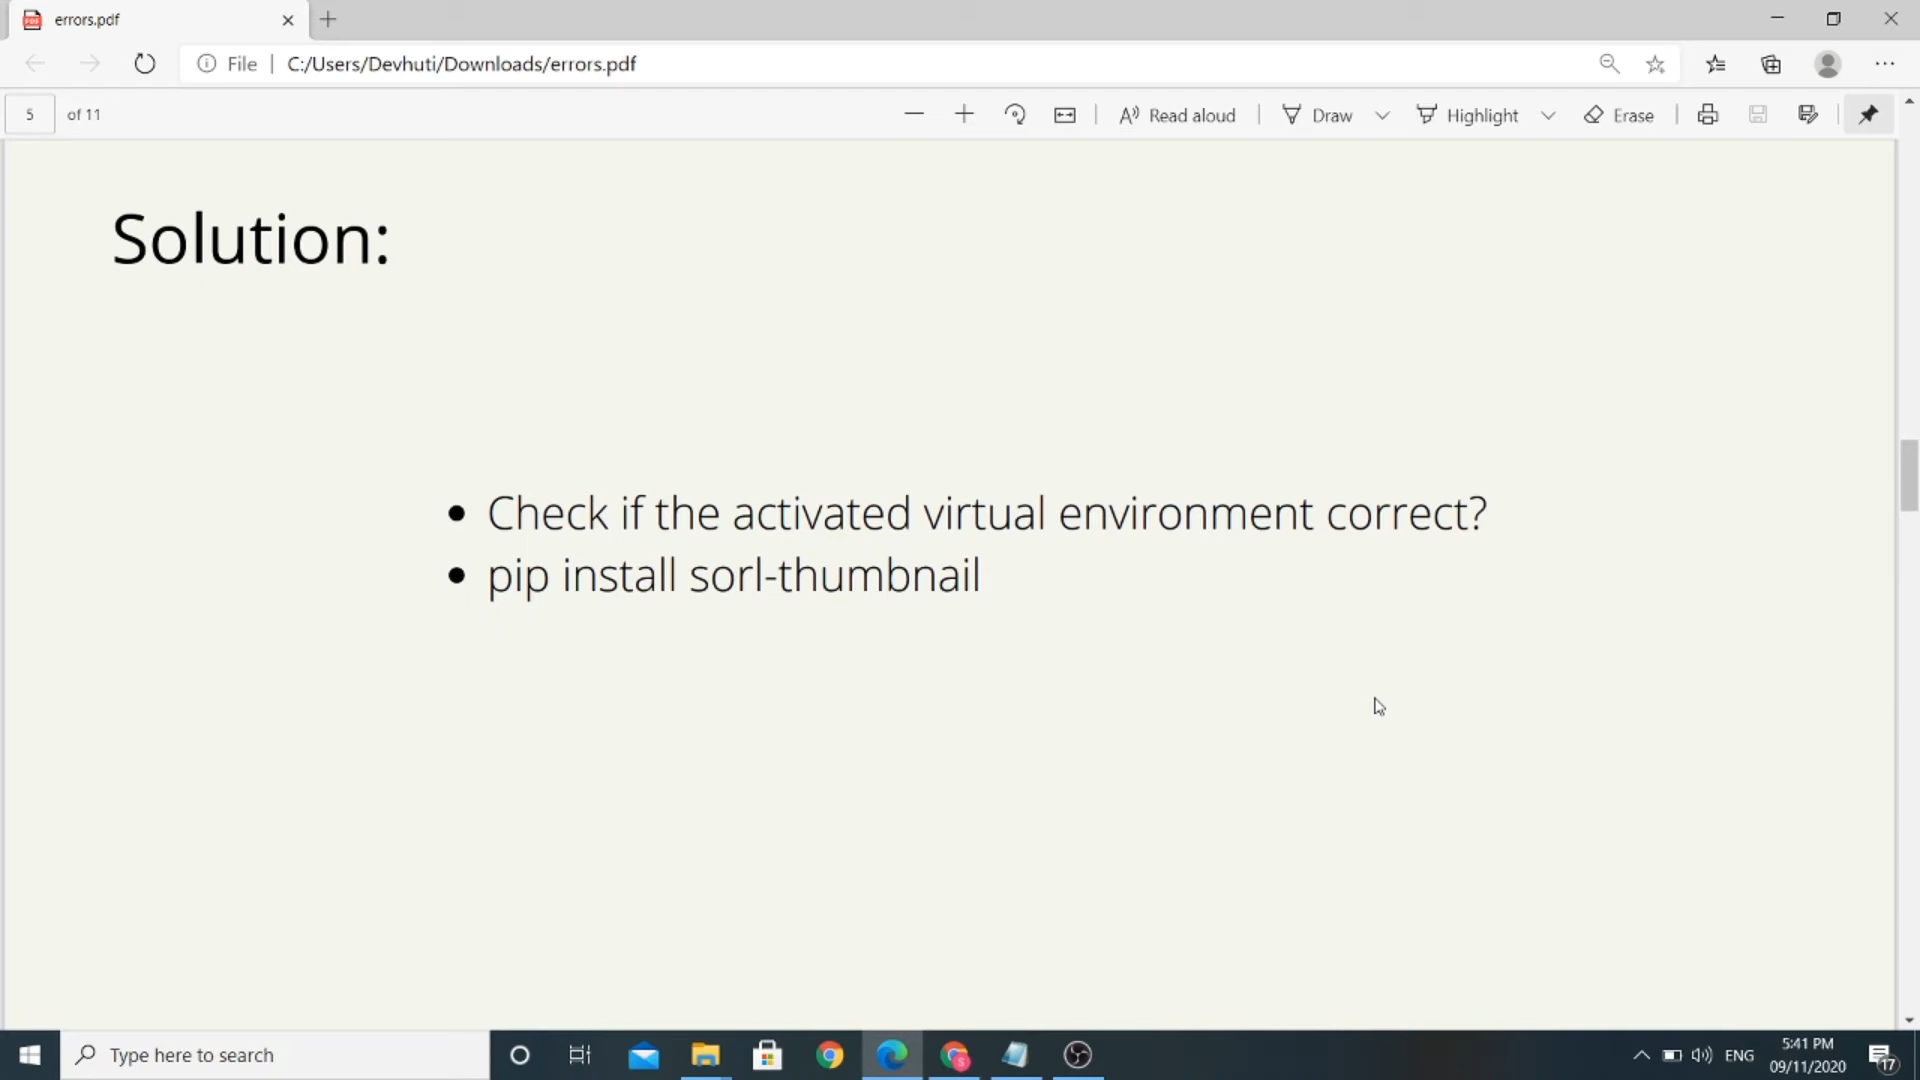 errors.pdf
File | C:/Users/Devhuti/Downloads/errors.pdf
5 of 11 Read aloud Draw Highlight Erase
Solution:
• Check if the activated virtual environment correct?
• pip install sorl-thumbnail
Type here to search
ENG
5:41 PM
09/11/2020
17